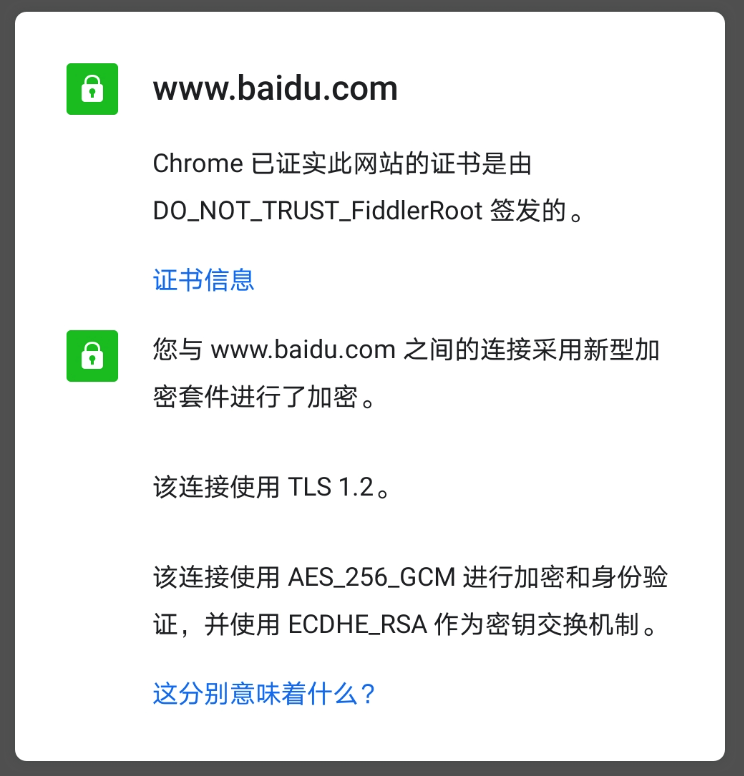 www.baidu.com
Chrome 已证实此网站的证书是由
DO_NOT_TRUST_FiddlerRoot 签发的。
证书信息
您与 www.baidu.com 之间的连接采用新型加
密套件进行了加密。
该连接使用 TLS 1.2。
该连接使用 AES_256_GCM 进行加密和身份验
证，并使用 ECDHE_RSA 作为密钥交换机制。
这分别意味着什么？